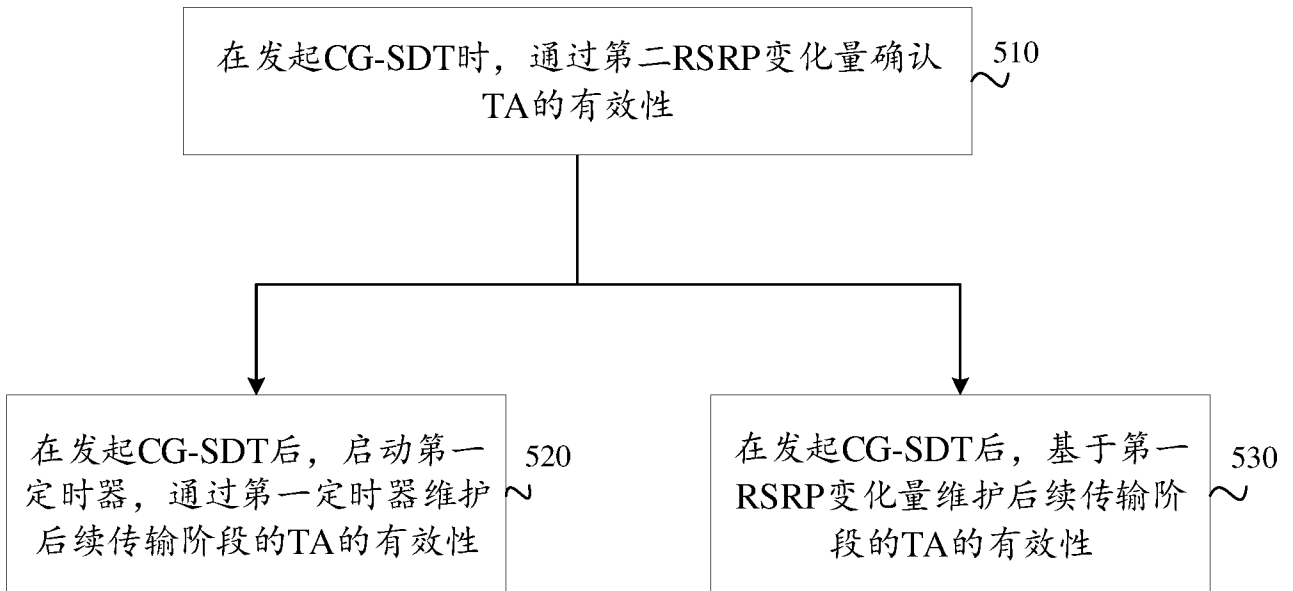 在发起CG-SDT时，通过第二RSRP变化量确认
TA的有效性
510
在发起CG-SDT后，启动第一
定时器，通过第一定时器维护
后续传输阶段的TA的有效性
520
在发起CG-SDT后，基于第一
RSRP变化量维护后续传输阶
段的TA的有效性
530